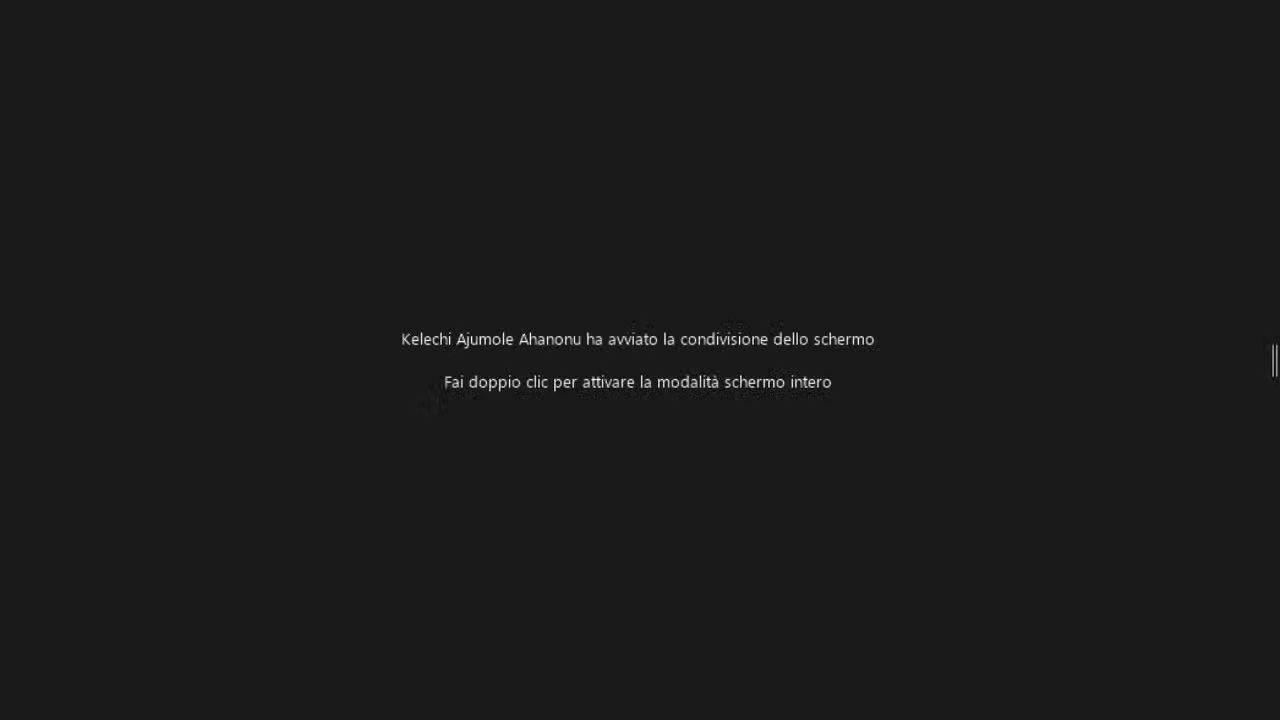 Kelechi Ajumole Ahanonu ha avviato la condivisione dello schermo
Fai doppio clic per attivare la modalità schermo intero